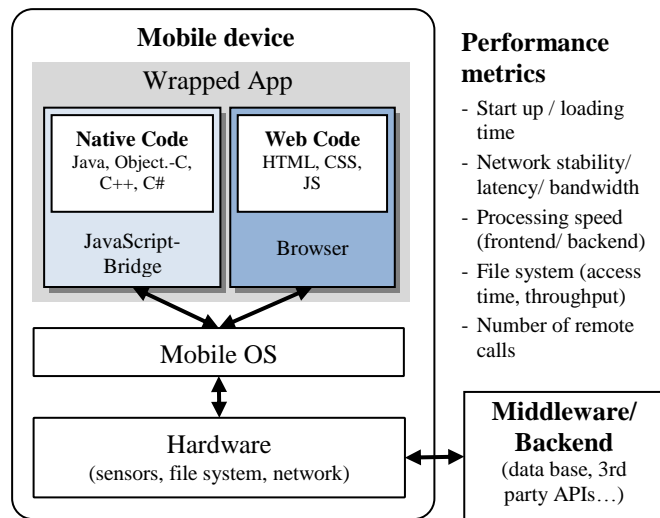 Mobile device
Wrapped App
Native Code
Java, Object.-C,
C++, C#
JavaScript-
Bridge
Web Code
HTML, CSS,
JS
Browser
Mobile OS
Hardware
(sensors, file system, network)
Performance
metrics
- Start up / loading
time
- Network stability/
latency/ bandwidth
- Processing speed
(frontend/ backend)
- File system (access
time, throughput)
- Number of remote
calls
Middleware/
Backend
(data base, 3rd
party APIs…)